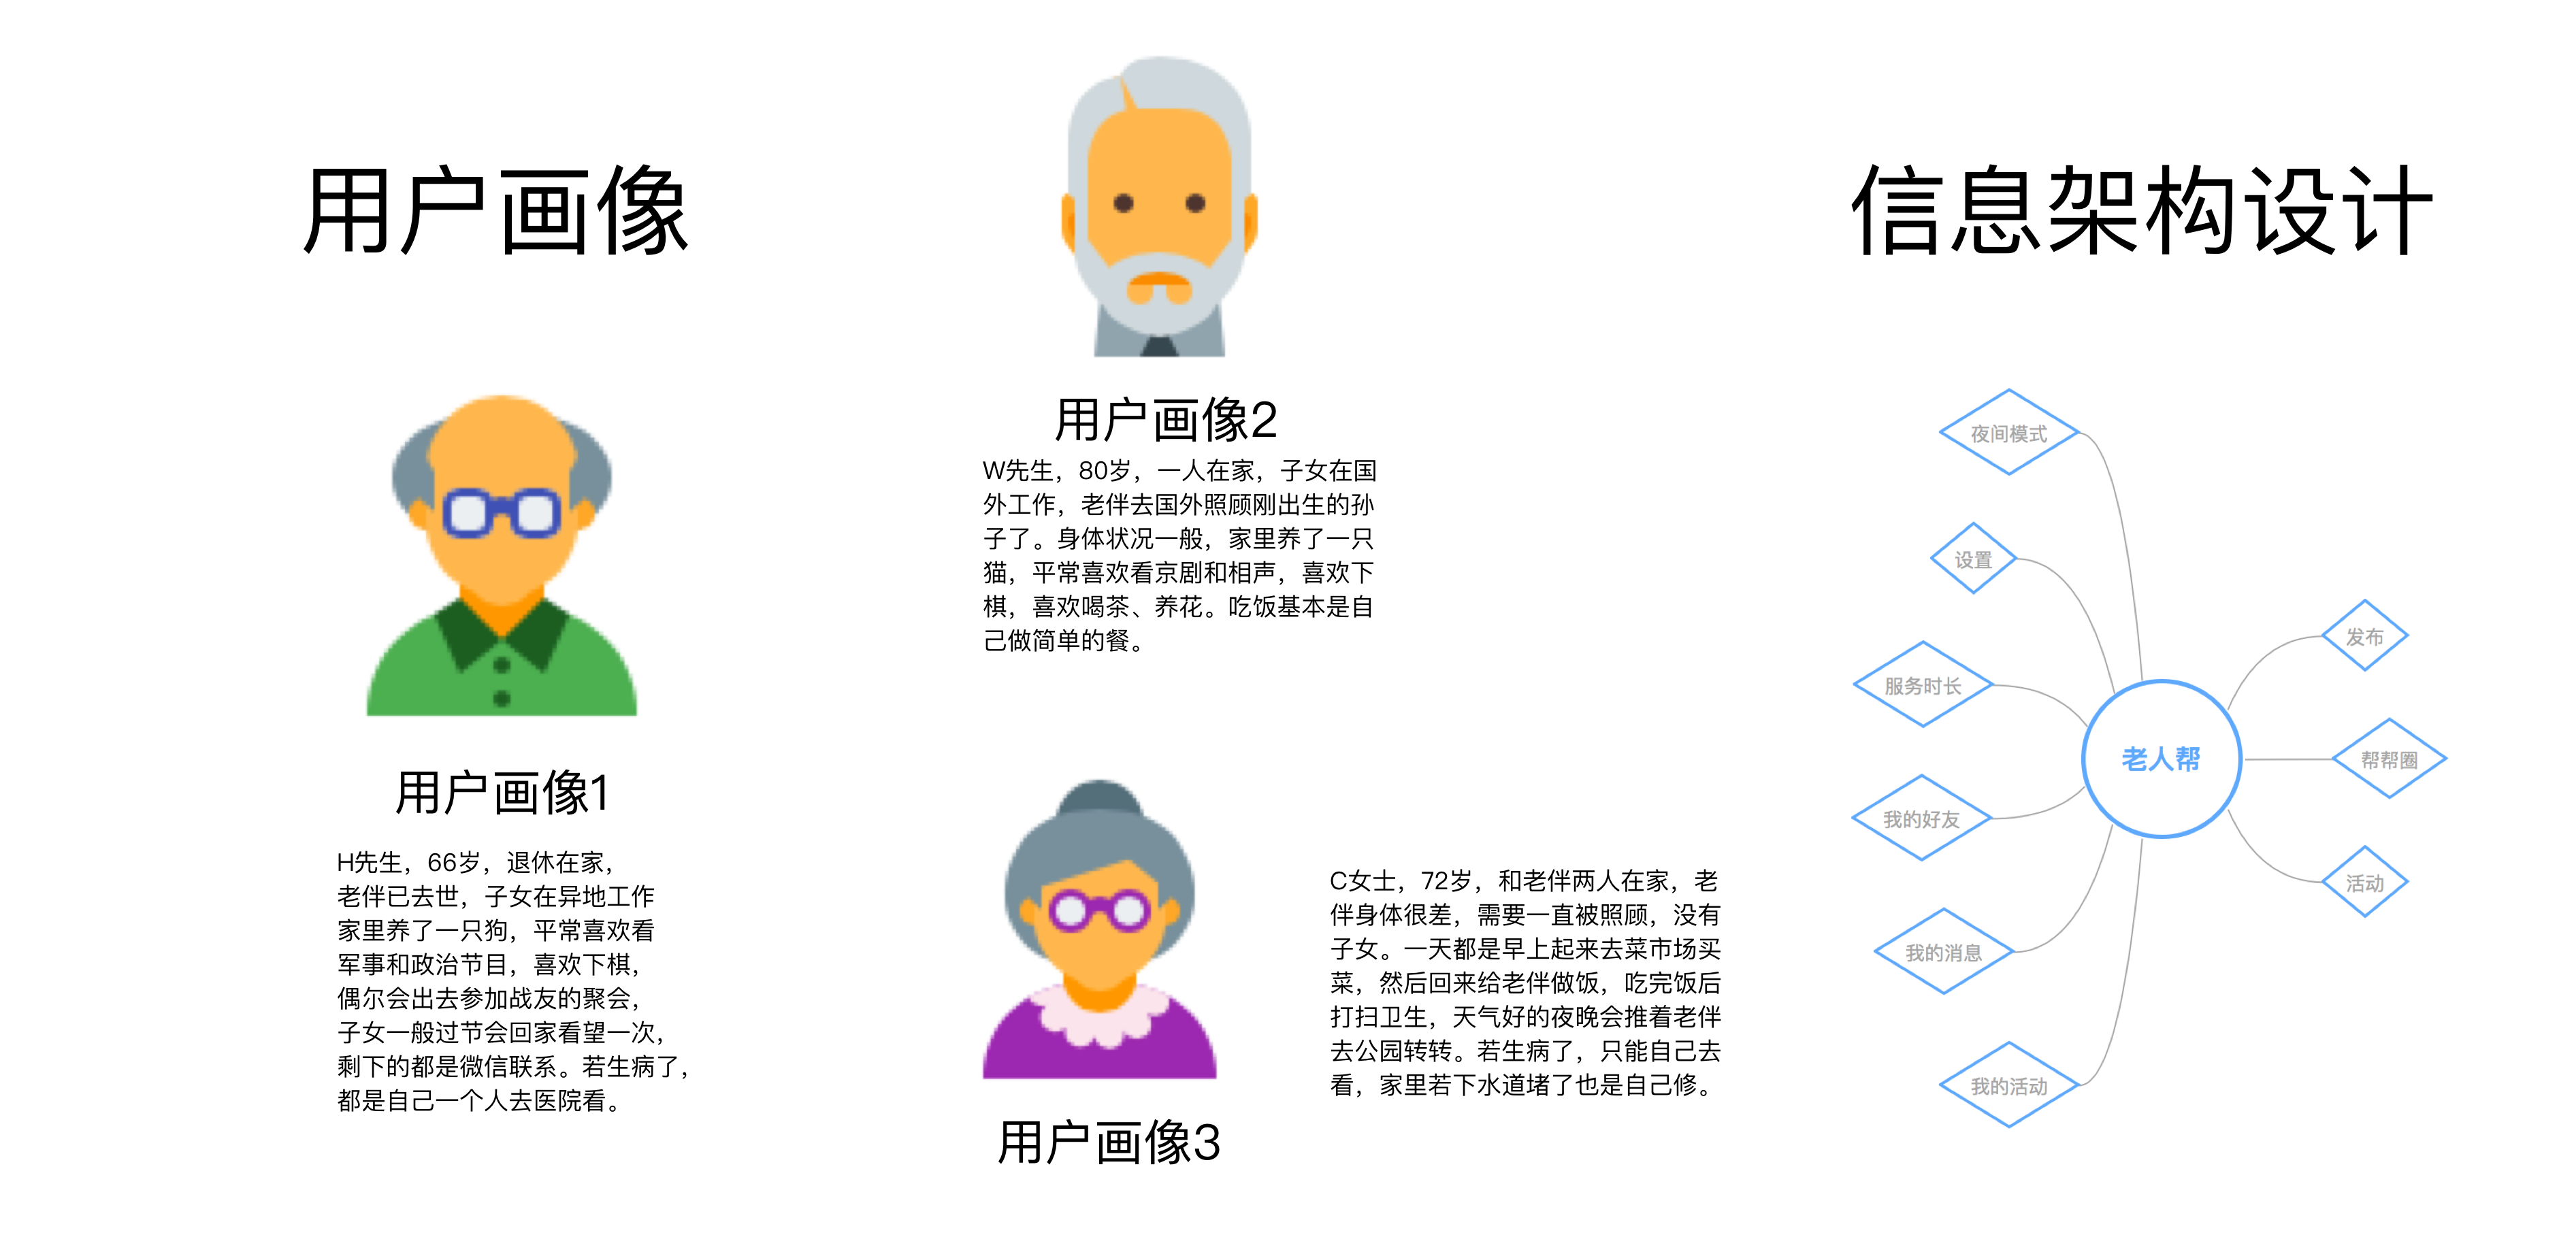 用户画像
用户画像1
H先生，66岁，退休在家，
老伴已去世，子女在异地工作
家里养了一只狗，平常喜欢看
军事和政治节目，喜欢下棋，
偶尔会出去参加战友的聚会，
子女一般过节会回家看望一次，
剩下的都是微信联系。若生病了，
都是自己一个人去医院看。
用户画像2
W先生，80岁，一人在家，子女在国
外工作，老伴去国外照顾刚出生的孙
子了。身体状况一般，家里养了一只
猫，平常喜欢看京剧和相声，喜欢下
棋，喜欢喝茶、养花。吃饭基本是自
己做简单的餐。
用户画像3
C女士，72岁，和老伴两人在家，老
伴身体很差，需要一直被照顾，没有
子女。一天都是早上起来去菜市场买
菜，然后回来给老伴做饭，吃完饭后
打扫卫生，天气好的夜晚会推着老伴
去公园转转。若生病了，只能自己去
看，家里若下水道堵了也是自己修。
信息架构设计
夜间模式
设置
服务时长
我的好友
我的消息
我的活动
老人帮
发布
帮帮圈
活动